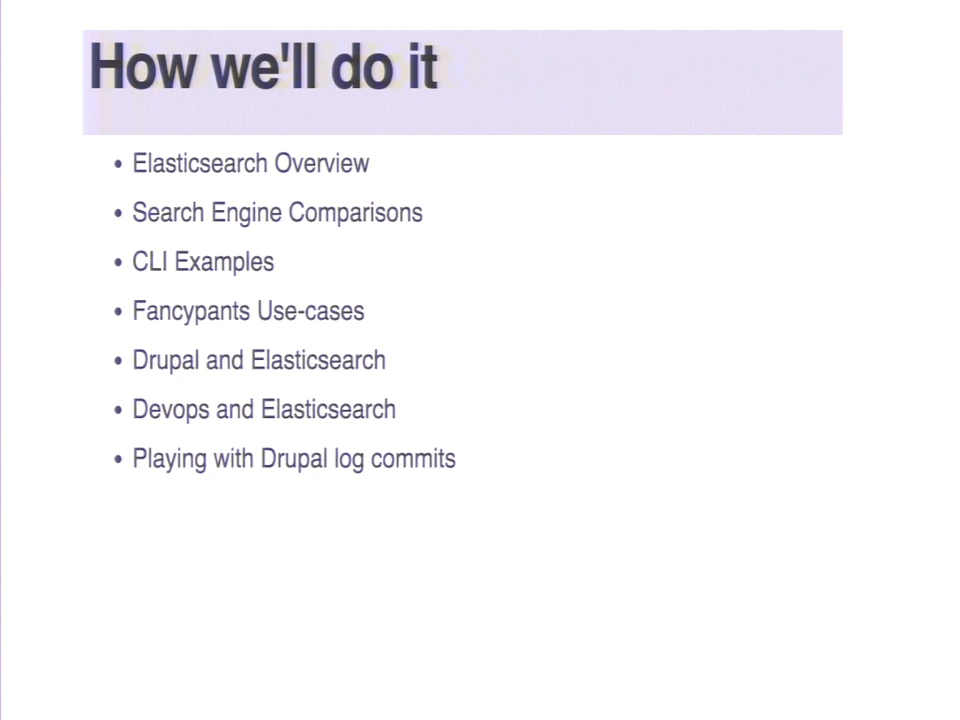 How we'll do it
• Elasticsearch Overview
• Search Engine Comparisons
• CLI Examples
• Fancypants Use-cases
• Drupal and Elasticsearch
• Devops and Elasticsearch
• Playing with Drupal log commits